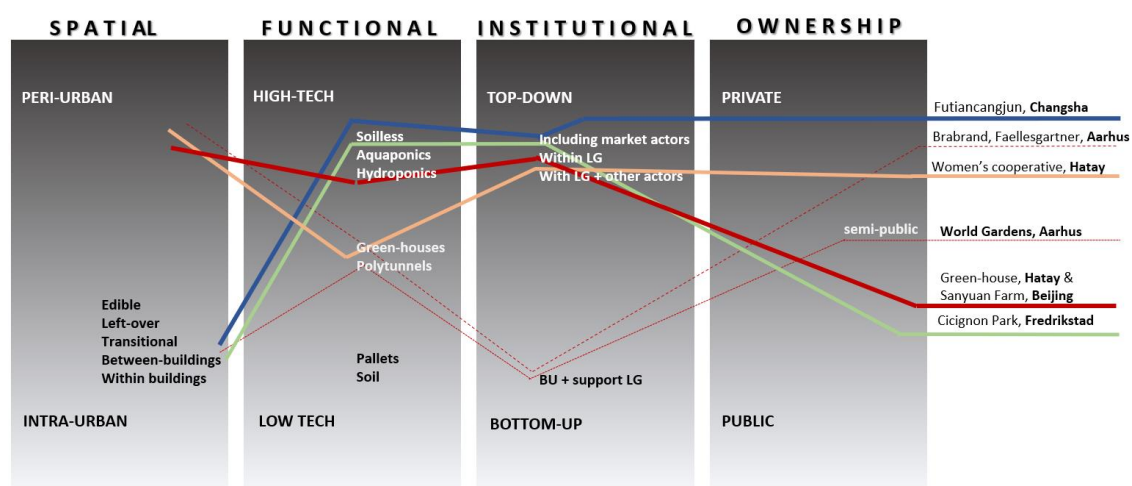 SPATIAL
FUNCTIONAL
INSTITUTIONAL
OWNERSHIP
PERI-URBAN
Edible
Left-over
Transitional
Between-buildings
Within buildings
INTRA-URBAN
HIGH-TECH
Soilless
Aquaponics
Hydroponics
Green-houses
Polytunnels
Pallets
Soil
LOW TECH
TOP-DOWN
Including market actors
Within LG
With LG + other actors
BU + support LG
BOTTOM-UP
PRIVATE
semi-public
PUBLIC
Futiancangjun, Changsha
Brabrand, Faellesgartner, Aarhus
Women’s cooperative, Hatay
World Gardens, Aarhus
Green-house, Hatay &
Sanyuan Farm, Beijing
Cicignon Park, Fredrikstad